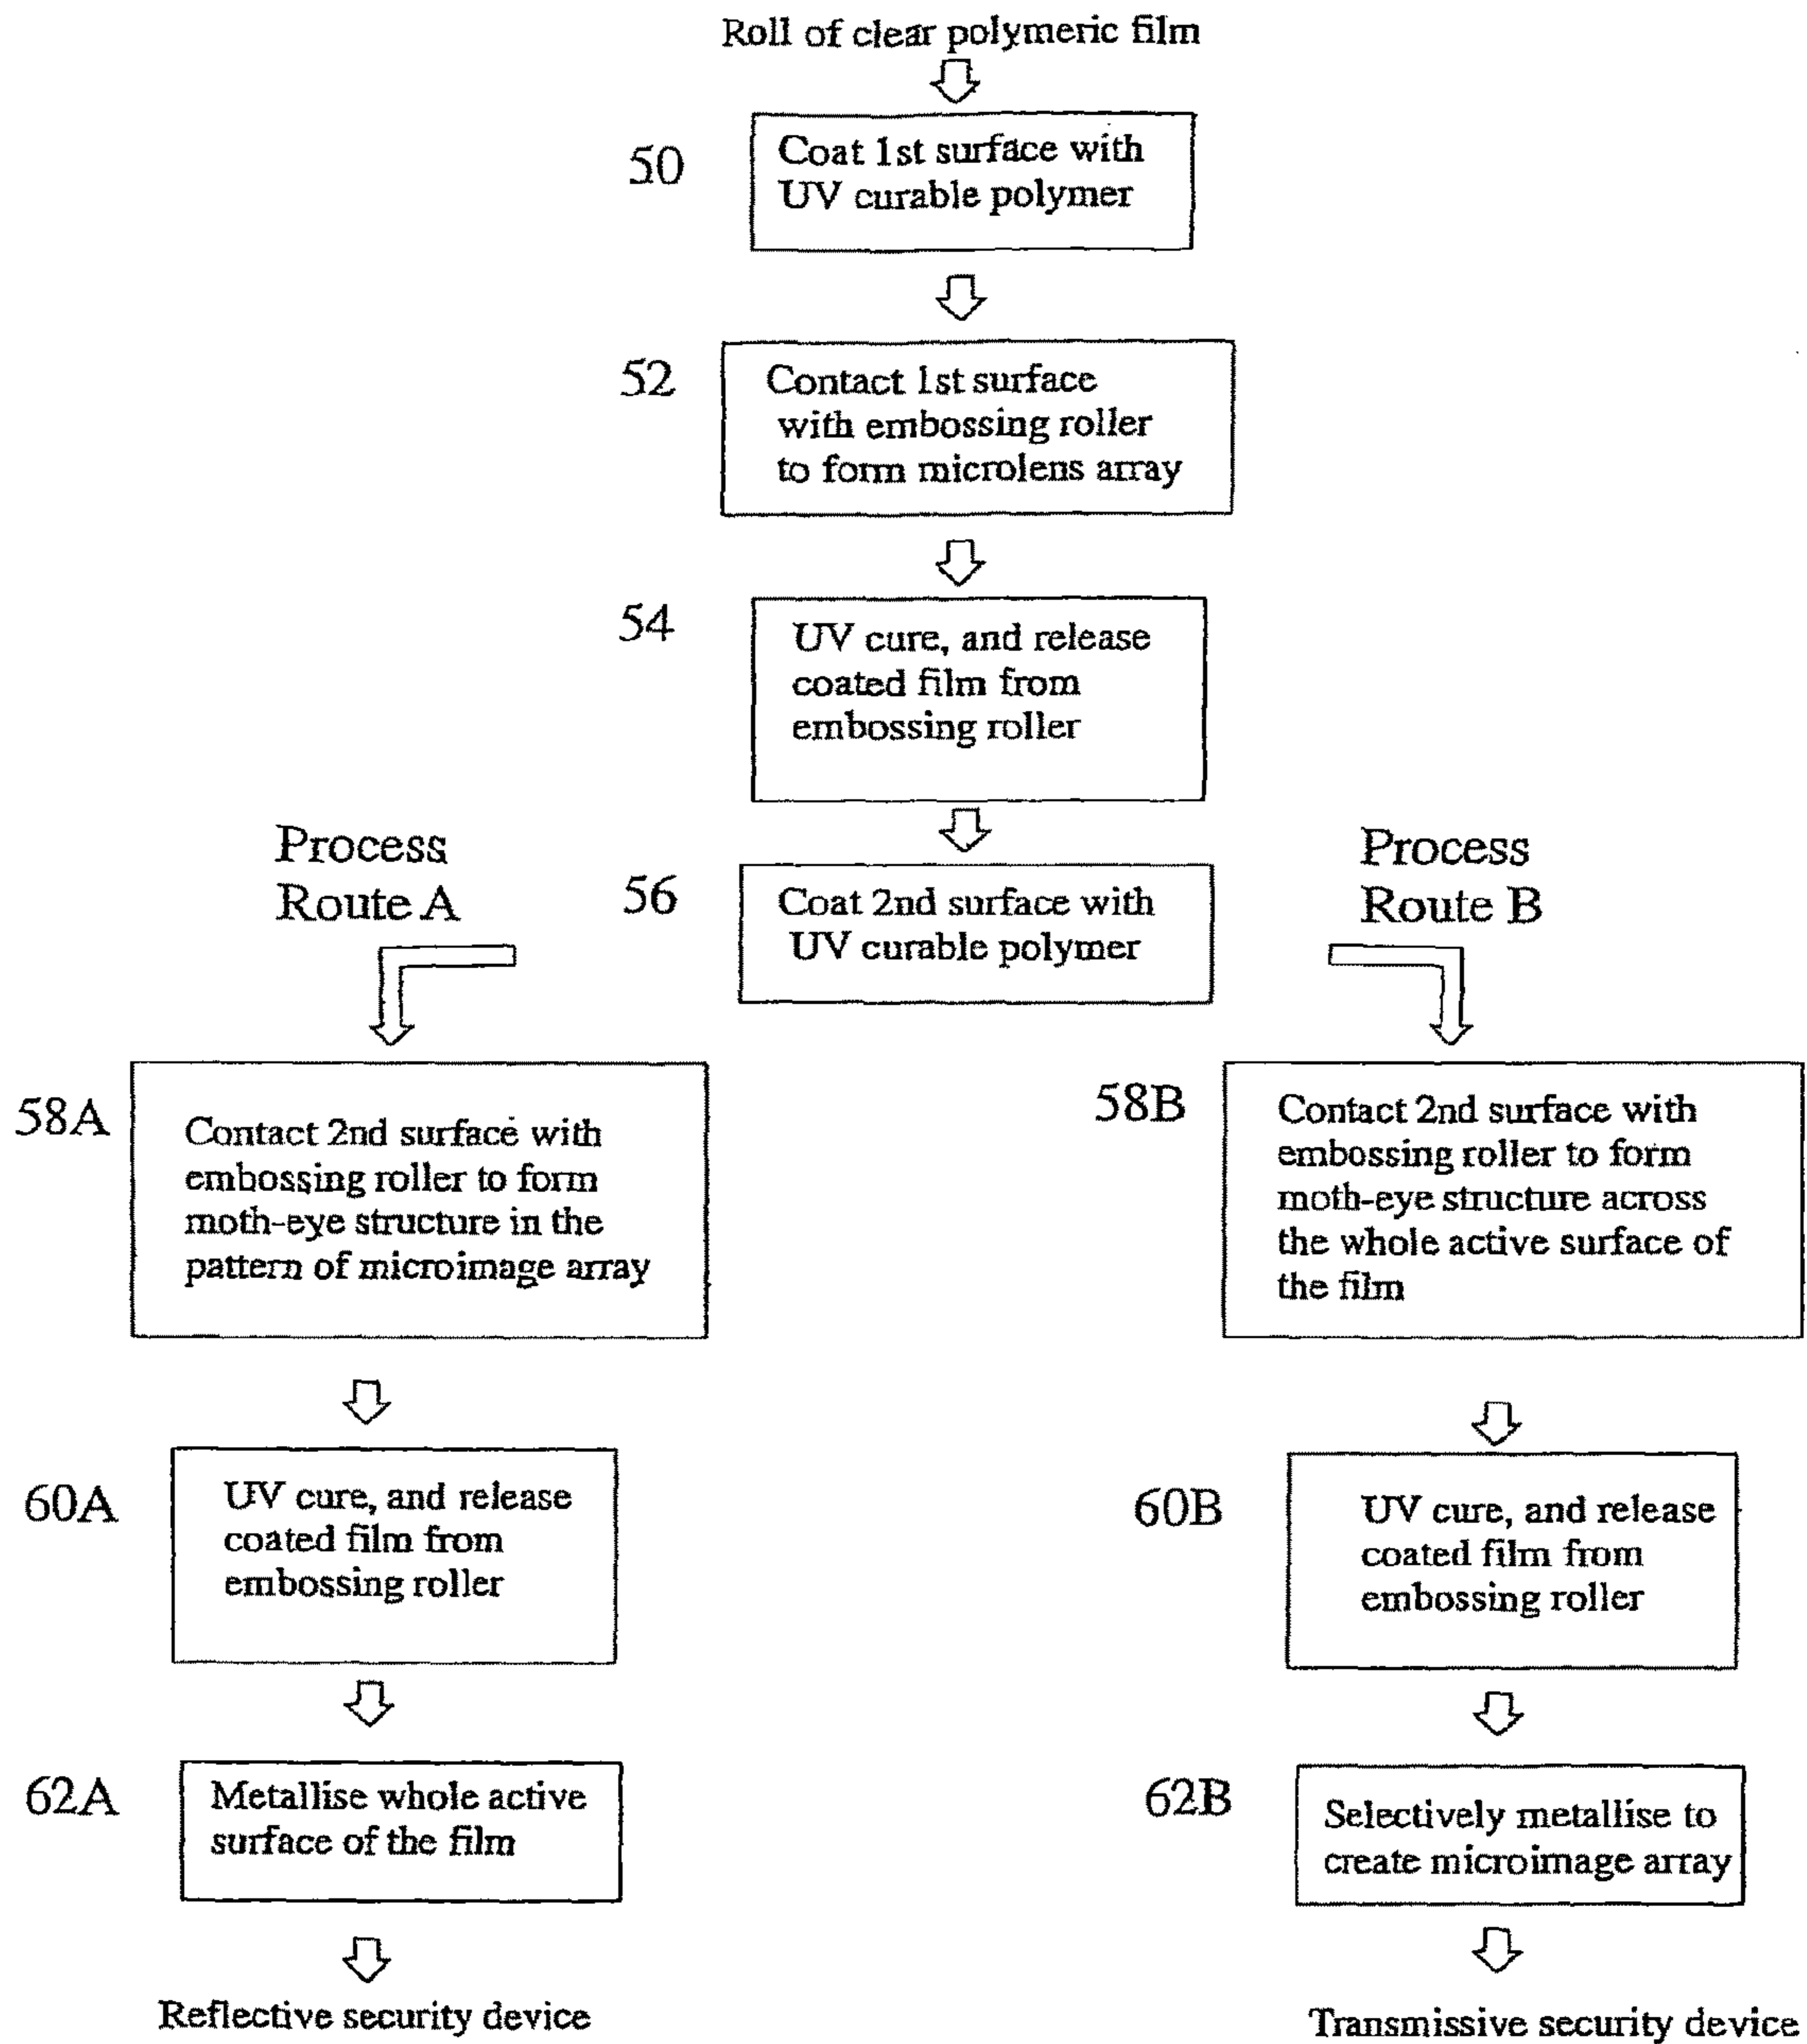 Roll of clear polymeric film
50
Coat 1st surface with
UV curable polymer
52
Contact 1st surface
with embossing roller
to form microlens array
54
UV cure, and release
coated film from
embossing roller
Process
Route A
56
Coat 2nd surface with
UV curable polymer
Process
Route B
58A
Contact 2nd surface with
embossing roller to form
moth-eye structure in the
pattern of microimage array
58B
Contact 2nd surface with
embossing roller to form
moth-eye structure across
the whole active surface of
the film
60A
UV cure, and release
coated film from
embossing roller
60B
UV cure, and release
coated film from
embossing roller
62A
Metallise whole active
surface of the film
62B
Selectively metallise to
create microimage array
Reflective security device
Transmissive security device